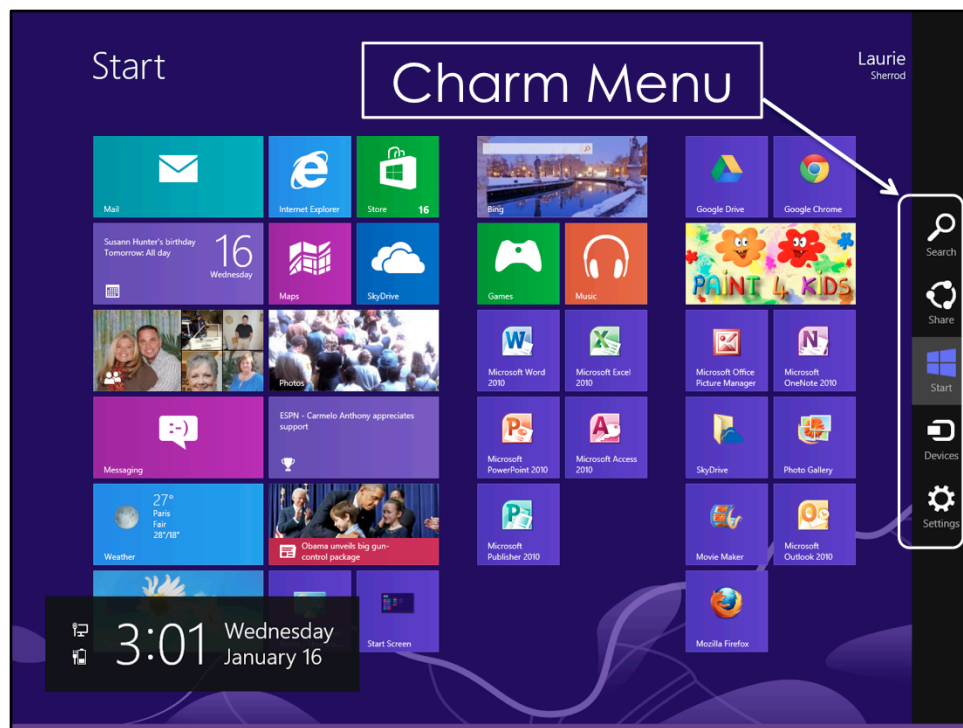 Start
Charm Menu
Laurie
Sherrod
Mail
Internet Explorer
Store
16
Bing
Google Drive
Google Chrome
Susann Hunter's birthday
Tomorrow: All day
16
Wednesday
Maps
SkyDrive
Games
Music
PAINT 4 KIDS
Photos
Microsoft Word
2010
Microsoft Excel
2010
Microsoft Office
Picture Manager
Microsoft
OneNote 2010
:-)
Messaging
ESPN - Carmelo Anthony appreciates
support
Microsoft
PowerPoint 2010
Microsoft Access
2010
SkyDrive
Photo Gallery
27°
Paris
Fair
28°/18°
Weather
Obama unveils big gun-
control package
Microsoft
Publisher 2010
Movie Maker
Microsoft
Outlook 2010
Start Screen
Mozilla Firefox
3:01
Wednesday
January 16
Search
Share
Start
Devices
Settings